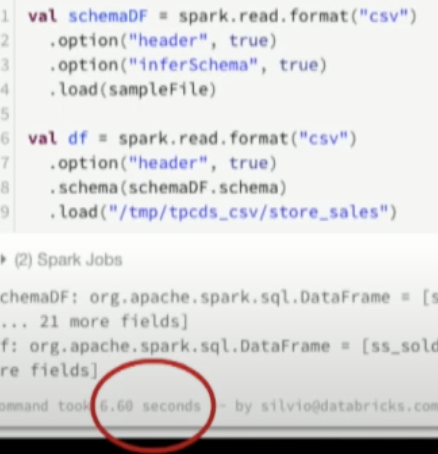 1 val schemaDF = spark.read.format("csv")
2 .option("header", true)
3 .option("inferSchema", true)
4 .load(sampleFile)
5
6 val df = spark.read.format("csv")
7 .option("header", true)
8 .schema(schemaDF.schema)
9 .load("/tmp/tpcds_csv/store_sales")
(2) Spark Jobs
chemaDF: org.apache.spark.sql.DataFrame = [s
... 21 more fields]
f: org.apache.spark.sql.DataFrame = [ss_sold
re fields]
ommand took 6.60 seconds - by silvio@databricks.com